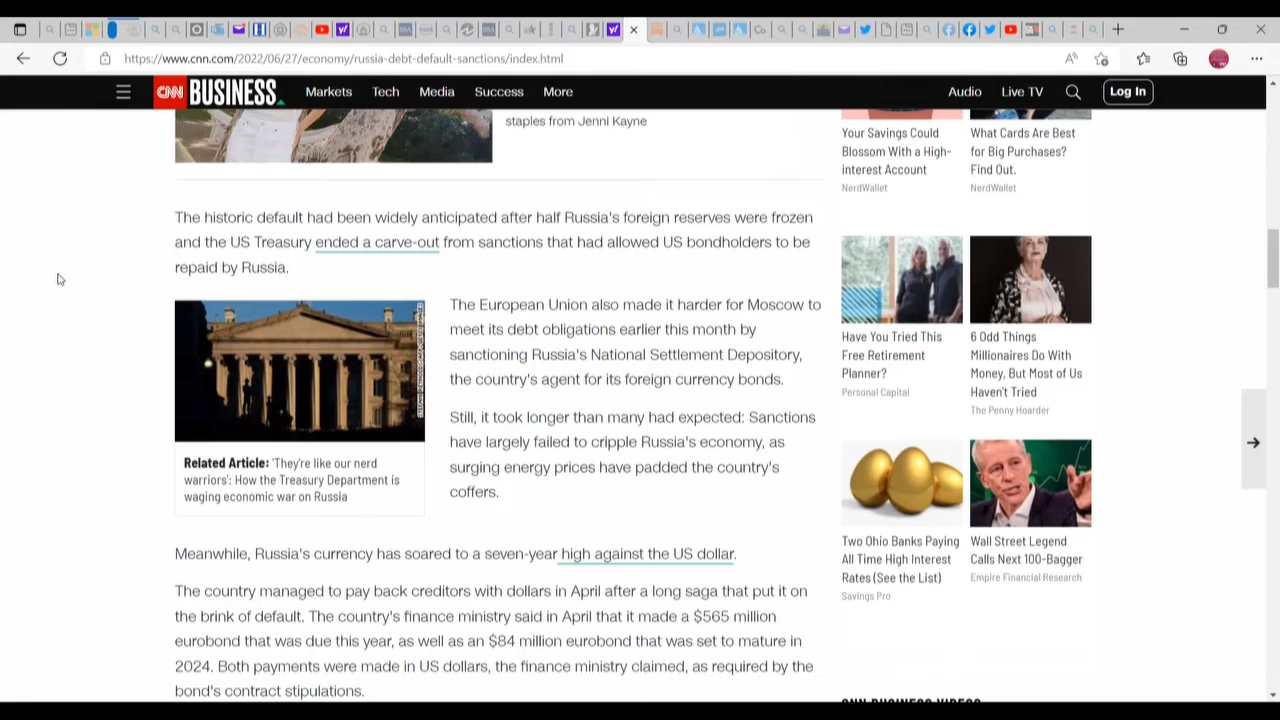 https://www.cnn.com/2022/06/27/economy/russia-debt-default-sanctions/index.html
CNN BUSINESS
Markets
Tech
Media
Success
More
Audio
Live TV
Log In
staples from Jenni Kayne
The historic default had been widely anticipated after half Russia's foreign reserves were frozen
and the US Treasury ended a carve-out from sanctions that had allowed US bondholders to be
repaid by Russia.
The European Union also made it harder for Moscow to
meet its debt obligations earlier this month by
sanctioning Russia's National Settlement Depository,
the country's agent for its foreign currency bonds.
Still, it took longer than many had expected: Sanctions
have largely failed to cripple Russia's economy, as
surging energy prices have padded the country's
coffers.
Related Article: 'They're like our nerd
warriors': How the Treasury Department is
waging economic war on Russia
Meanwhile, Russia's currency has soared to a seven-year high against the US dollar.
The country managed to pay back creditors with dollars in April after a long saga that put it on
the brink of default. The country's finance ministry said in April that it made a $565 million
eurobond that was due this year, as well as an $84 million eurobond that was set to mature in
2024. Both payments were made in US dollars, the finance ministry claimed, as required by the
bond's contract stipulations.
Your Savings Could
Blossom With a High-
interest Account
NerdWallet
What Cards Are Best
for Big Purchases?
Find Out.
NerdWallet
Have You Tried This
Free Retirement
Planner?
Personal Capital
6 Odd Things
Millionaires Do With
Money, But Most of Us
Haven't Tried
The Penny Hoarder
Two Ohio Banks Paying
All Time High Interest
Rates (See the List)
Savings Pro
Wall Street Legend
Calls Next 100-Bagger
Empire Financial Research
CNN BUSINESS VIDEOS